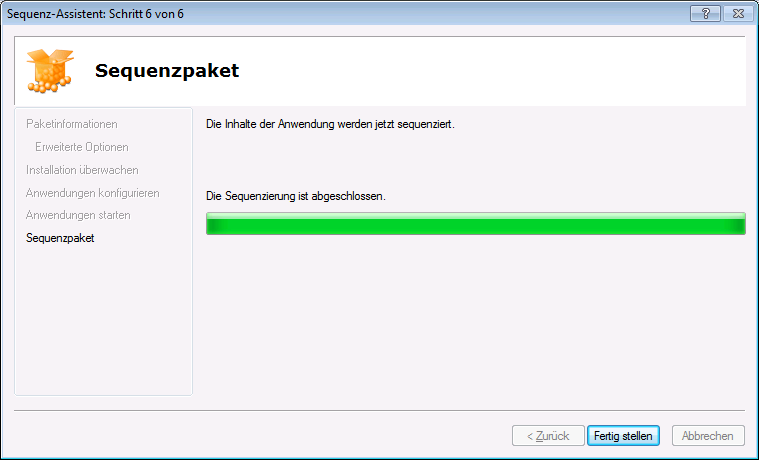 Sequenz-Assistent: Schritt 6 von 6
?
Sequenzpaket
Paketinformationen
Erweiterte Optionen
Installation überwachen
Anwendungen konfigurieren
Anwendungen starten
Sequenzpaket
Die Inhalte der Anwendung werden jetzt sequenziert.
Die Sequenzierung ist abgeschlossen.
< Zurück
Fertig stellen
Abbrechen